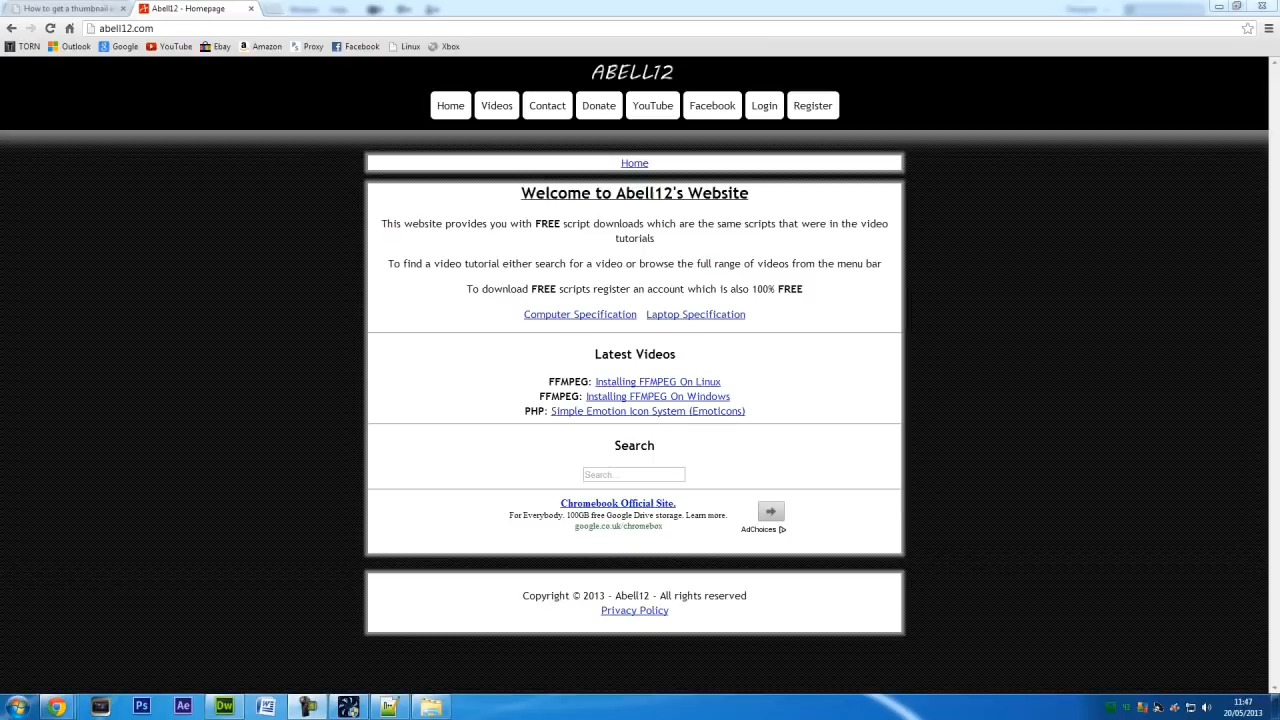 How to get a thumbnail
Abell12 - Homepage
abell12.com
TORN Outlook Google YouTube Ebay Amazon Proxy Facebook Linux Xbox
ABELL12
Home Videos Contact Donate YouTube Facebook Login Register
Home
Welcome to Abell12's Website
This website provides you with FREE script downloads which are the same scripts that were in the video
tutorials
To find a video tutorial either search for a video or browse the full range of videos from the menu bar
To download FREE scripts register an account which is also 100% FREE
Computer Specification Laptop Specification
Latest Videos
FFMPEG: Installing FFMPEG On Linux
FFMPEG: Installing FFMPEG On Windows
PHP: Simple Emotion Icon System (Emoticons)
Search
Search...
Chromebook Official Site.
For Everybody. 100GB free Google Drive storage. Learn more.
google.co.uk/chromebox
AdChoices
Copyright © 2013 - Abell12 - All rights reserved
Privacy Policy
Ps Ae Dw
11:47
20/05/2013